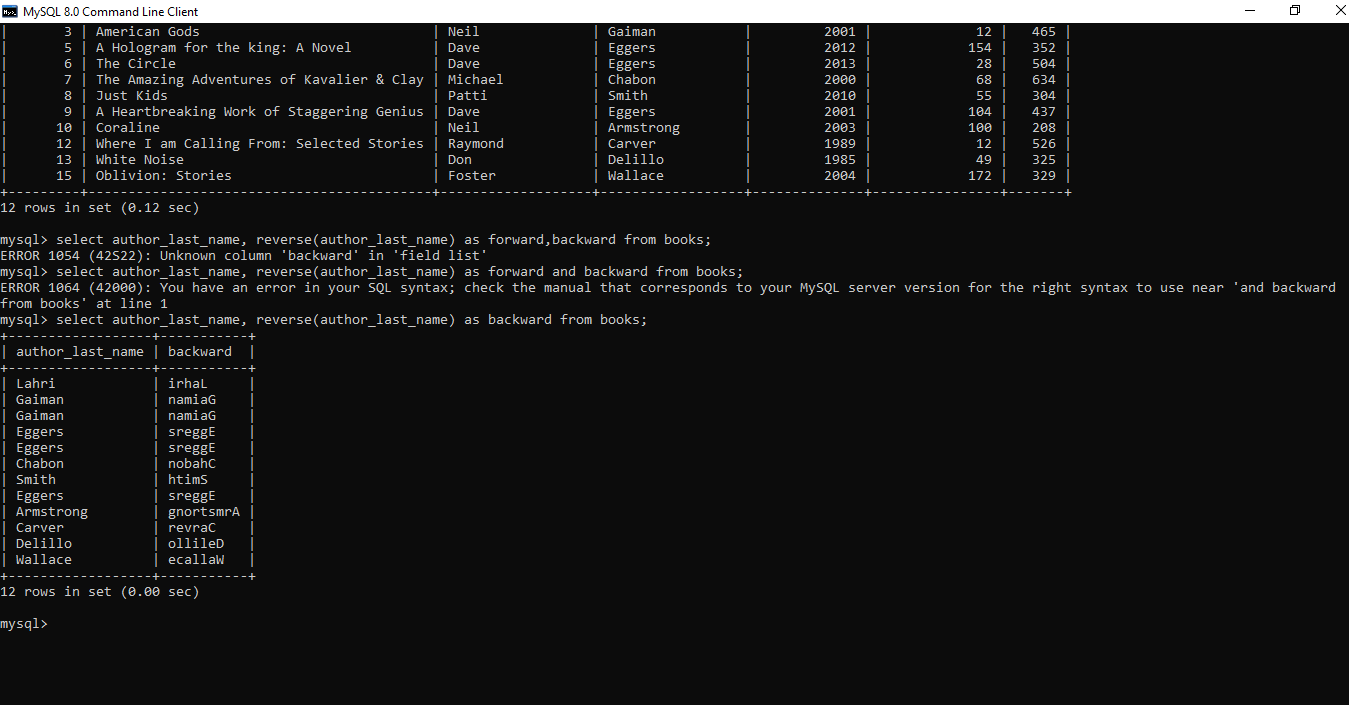 MySQL 8.0 Command Line Client
|       3 | American Gods                             | Neil              | Gaiman          |         2001 |             12 |   465 |
|       5 | A Hologram for the king: A Novel          | Dave              | Eggers          |         2012 |            154 |   352 |
|       6 | The Circle                                | Dave              | Eggers          |         2013 |             28 |   504 |
|       7 | The Amazing Adventures of Kavalier & Clay | Michael           | Chabon          |         2000 |             68 |   634 |
|       8 | Just Kids                                 | Patti             | Smith           |         2010 |             55 |   304 |
|       9 | A Heartbreaking Work of Staggering Genius | Dave              | Eggers          |         2001 |            104 |   437 |
|      10 | Coraline                                  | Neil              | Armstrong       |         2003 |            100 |   208 |
|      12 | Where I am Calling From: Selected Stories | Raymond           | Carver          |         1989 |             12 |   526 |
|      13 | White Noise                               | Don               | Delillo         |         1985 |             49 |   325 |
|      15 | Oblivion: Stories                         | Foster            | Wallace         |         2004 |            172 |   329 |
+---------+-------------------------------------------+-------------------+-----------------+--------------+----------------+-------+
12 rows in set (0.12 sec)
mysql> select author_last_name, reverse(author_last_name) as forward,backward from books;
ERROR 1054 (42S22): Unknown column 'backward' in 'field list'
mysql> select author_last_name, reverse(author_last_name) as forward and backward from books;
ERROR 1064 (42000): You have an error in your SQL syntax; check the manual that corresponds to your MySQL server version for the right syntax to use near 'and backward
from books' at line 1
mysql> select author_last_name, reverse(author_last_name) as backward from books;
+------------------+-----------+
| author_last_name | backward  |
+------------------+-----------+
| Lahri            | irhaL     |
| Gaiman           | namiaG    |
| Gaiman           | namiaG    |
| Eggers           | sreggE    |
| Eggers           | sreggE    |
| Chabon           | nobahC    |
| Smith            | htimS     |
| Eggers           | sreggE    |
| Armstrong        | gnortsmrA |
| Carver           | revraC    |
| Delillo          | ollileD   |
| Wallace          | ecallaW   |
+------------------+-----------+
12 rows in set (0.00 sec)
mysql>